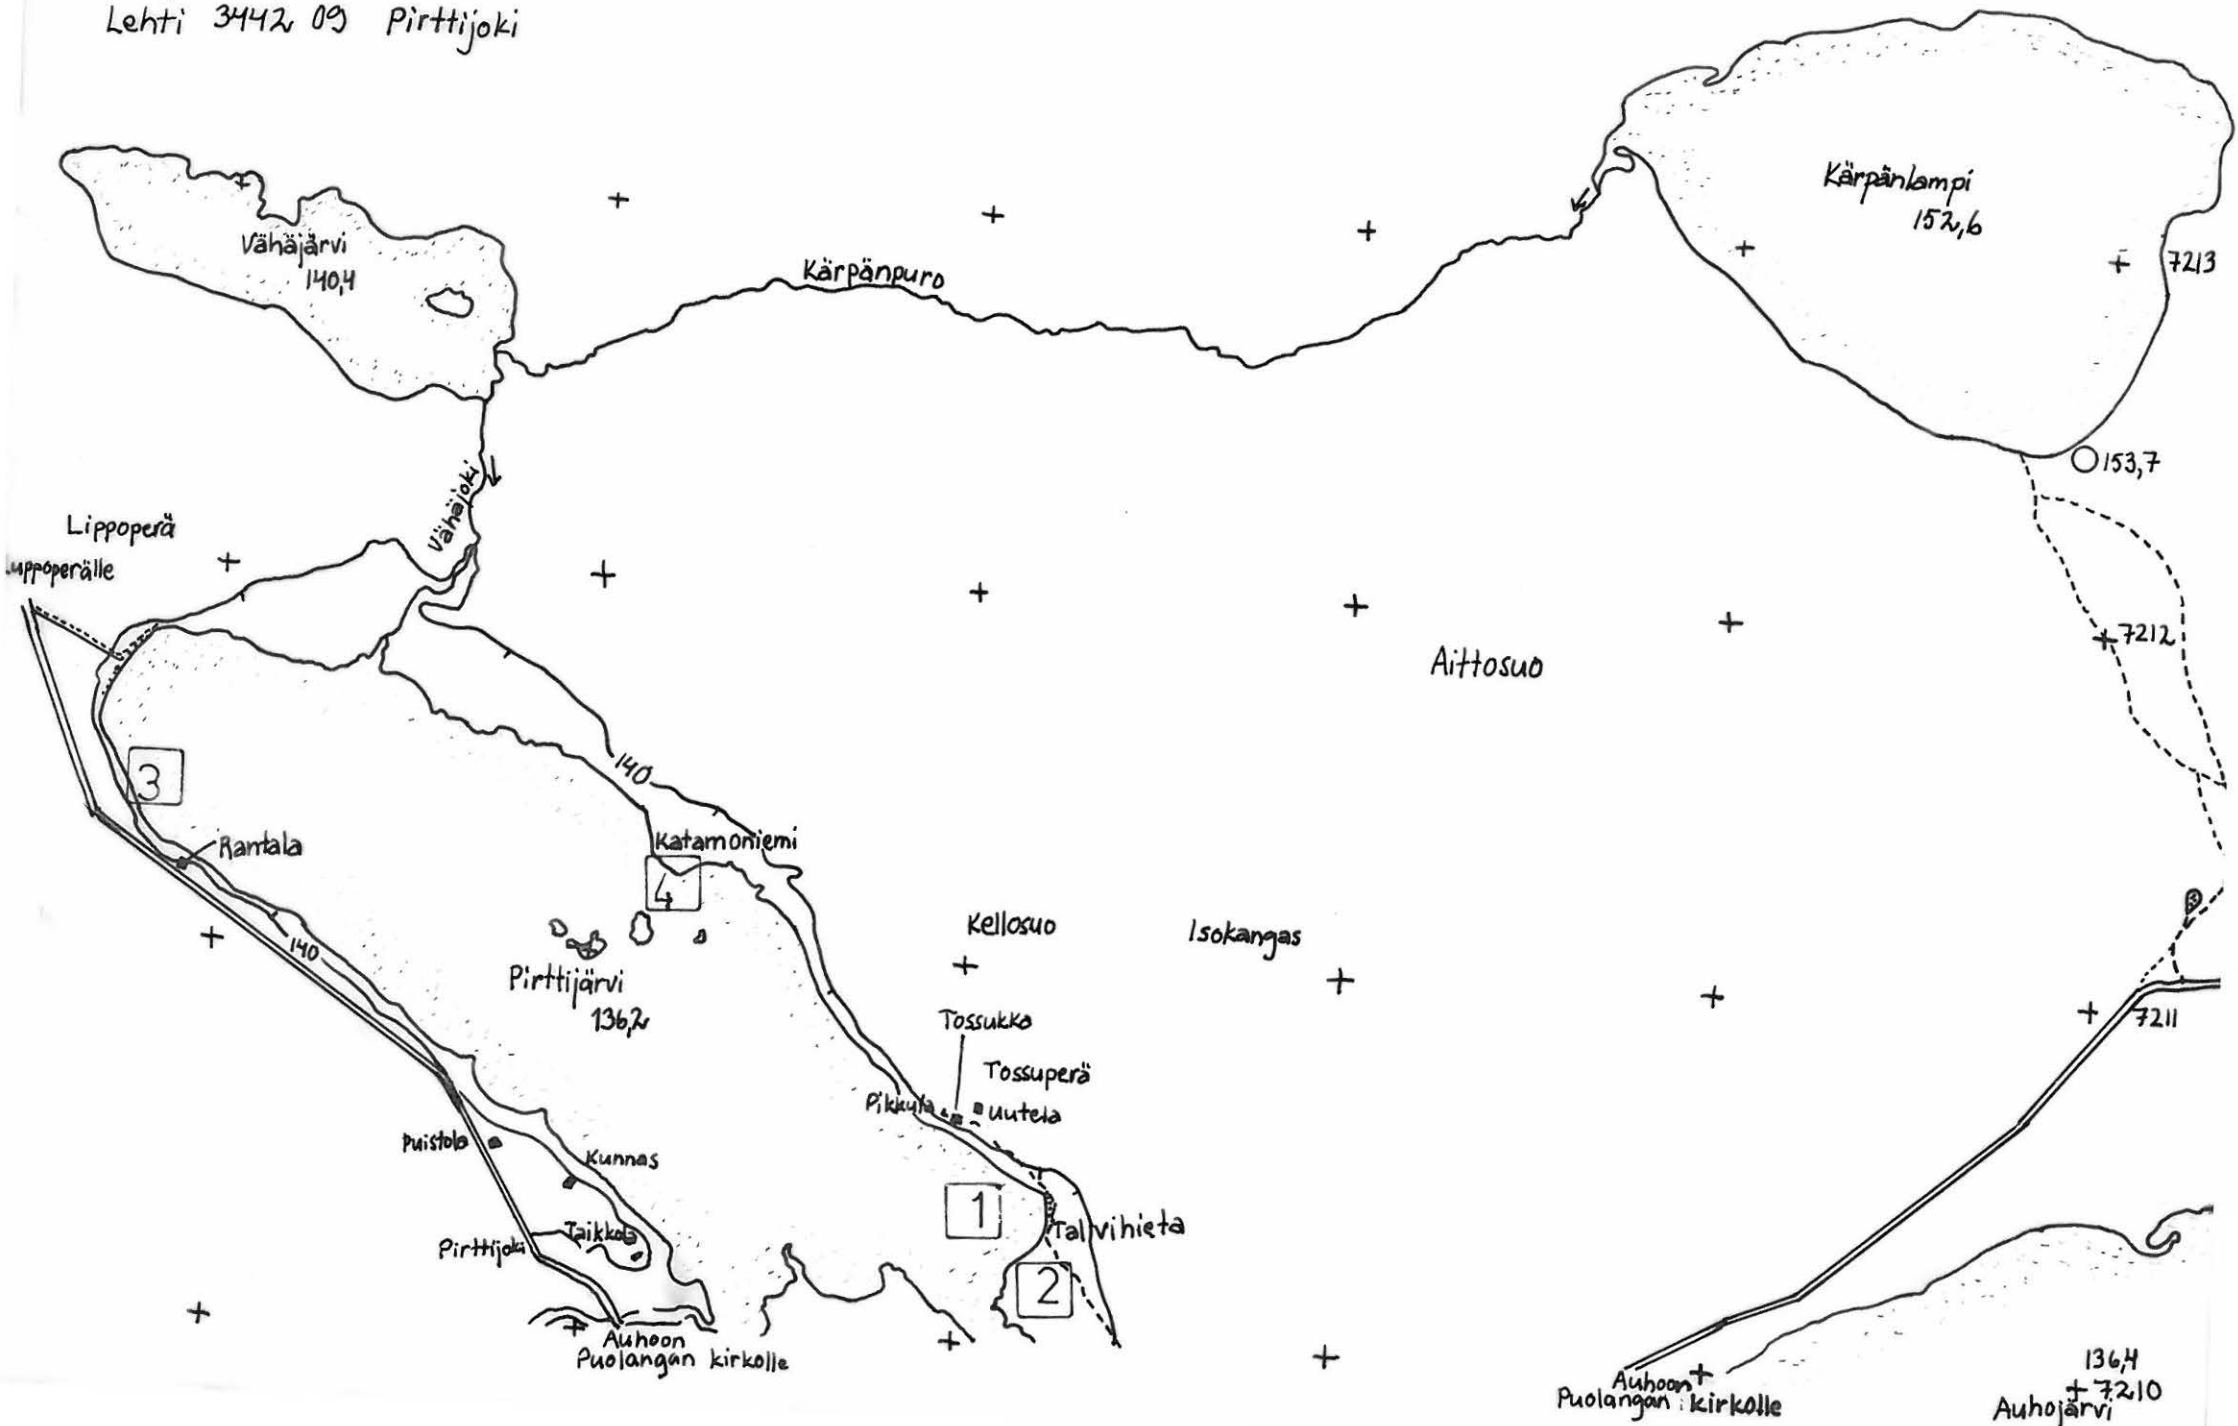 Lehti 3442 09 Pirttijoki
Kärpänlampi
152,6
Vähäjärvi
140,4
Kärpänpuro
7213
153,7
Vähäjoki
Lippoperä
Luppoperälle
7212
Aittosuo
140
3
Rantala
Katamoniemi
4
Kellosuo
Isokangas
140
Pirttijärvi
136,2
Tossukka
7211
Tossuperä
Pikkula
Uutela
Puistola
Kunnas
1
Talvihieta
Taikkola
Pirttijoki
2
Auhoon
Puolangan kirkolle
136,4
7210
Auhoon
Puolangan kirkolle
Auhojärvi